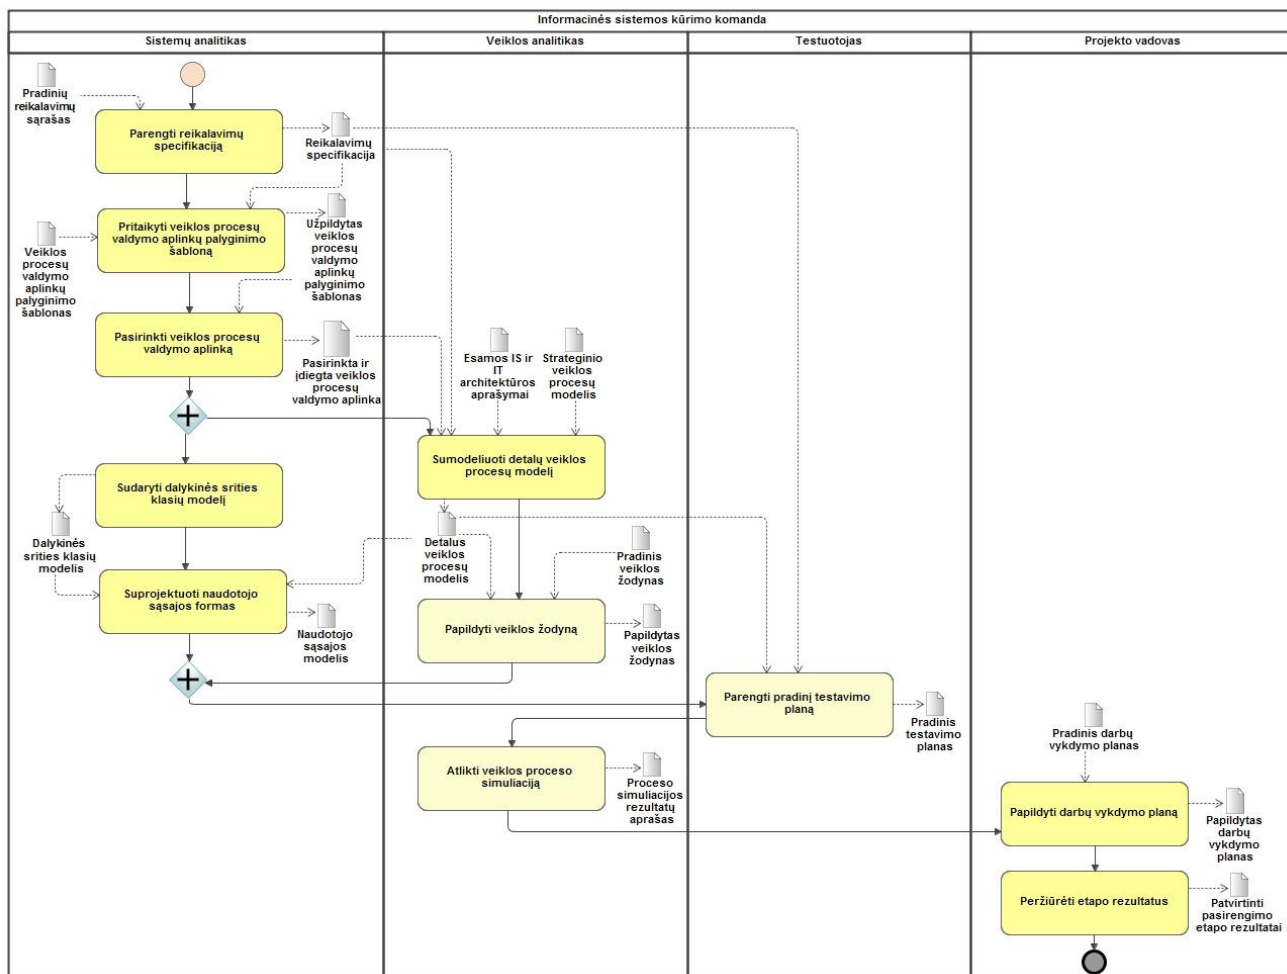 Informacinės sistemos kūrimo komanda
Sistemų analitikas
Veiklos analitikas
Testuotojas
Projekto vadovas
Pradinių
reikalavimų
sąrašas
Parengti reikalavimų
specifikaciją
Reikalavimų
specifikacija
Pritaikyti veiklos procesų
valdymo aplinkų palyginimo
šabloną
Veiklos
procesų
valdymo
aplinkų
palyginimo
šablonas
Užpildytas
veiklos
procesų
valdymo
aplinkų
palyginimo
šablonas
Pasirinkti veiklos procesų
valdymo aplinką
Pasirinkta ir
įdiegta veiklos
procesų
valdymo aplinka
Esamos IS ir
IT
architektūros
aprašymai
Strateginio
veiklos
procesų
modelis
Sumodeliuoti detalų veiklos
procesų modelį
Sudaryti dalykinės srities
klasių modelį
Dalykinės
srities klasių
modelis
Detalus
veiklos
procesų
modelis
Pradinis
veiklos
žodynas
Suprojektuoti naudotojo
sąsajos formas
Naudotojo
sąsajos
modelis
Papildyti veiklos žodyną
Papildytas
veiklos
žodynas
Parengti pradinį testavimo
planą
Pradinis
testavimo
planas
Atlikti veiklos proceso
simuliaciją
Proceso
simuliacijos
rezultatų
aprašas
Pradinis darbų
vykdymo planas
Papildyti darbų vykdymo planą
Papildytas
darbų
vykdymo
planas
Peržiūrėti etapo rezultatus
Patvirtinti
pasirengimo
etapo rezultatai